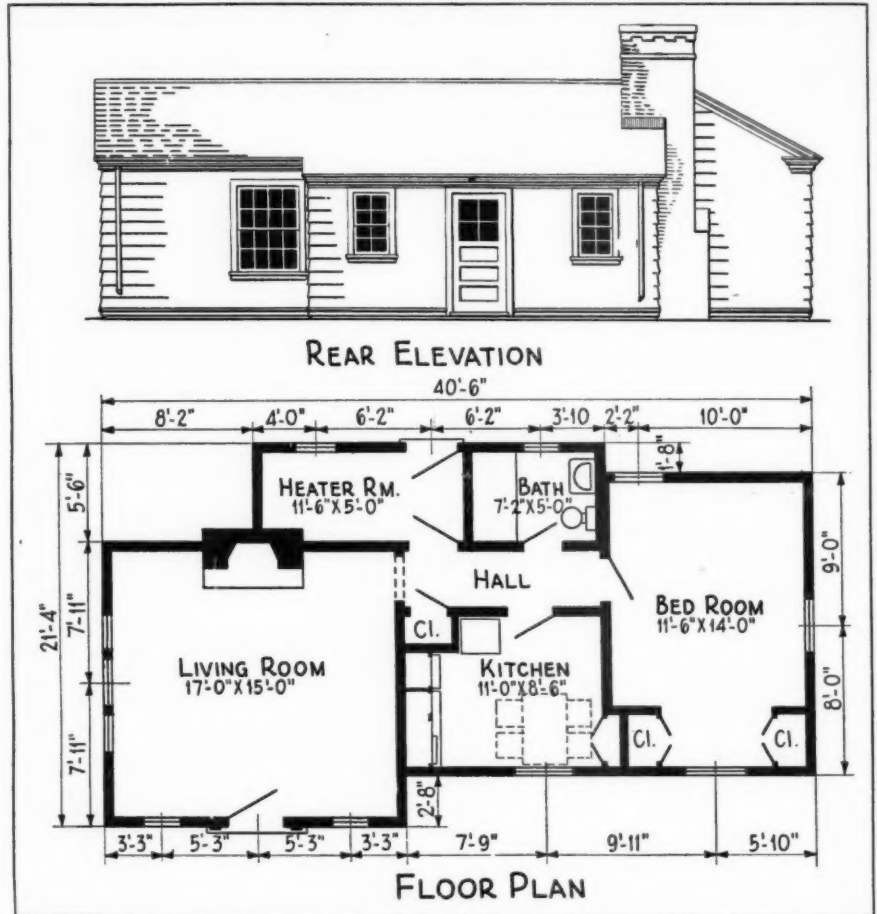 REAR ELEVATION
40'-6"
8'-2" 4'-0" 6'-2" 6'-2" 3'-10 2'-2" 10'-0"
1'-8"
5'-6"
HEATER RM.
11'-6"X5'-0"
BATH
7'-2"X5'-0"
9'-0"
HALL
21'-4"
7'-11"
BED ROOM
11'-6"X14'-0"
Cl.
LIVING ROOM
17'-0"X15'-0"
KITCHEN
11'-0"X8'-6"
8'-0"
7'-11"
Cl.
Cl.
2'-8"
3'-3" 5'-3" 5'-3" 3'-3" 7'-9" 9'-11" 5'-10"
FLOOR PLAN